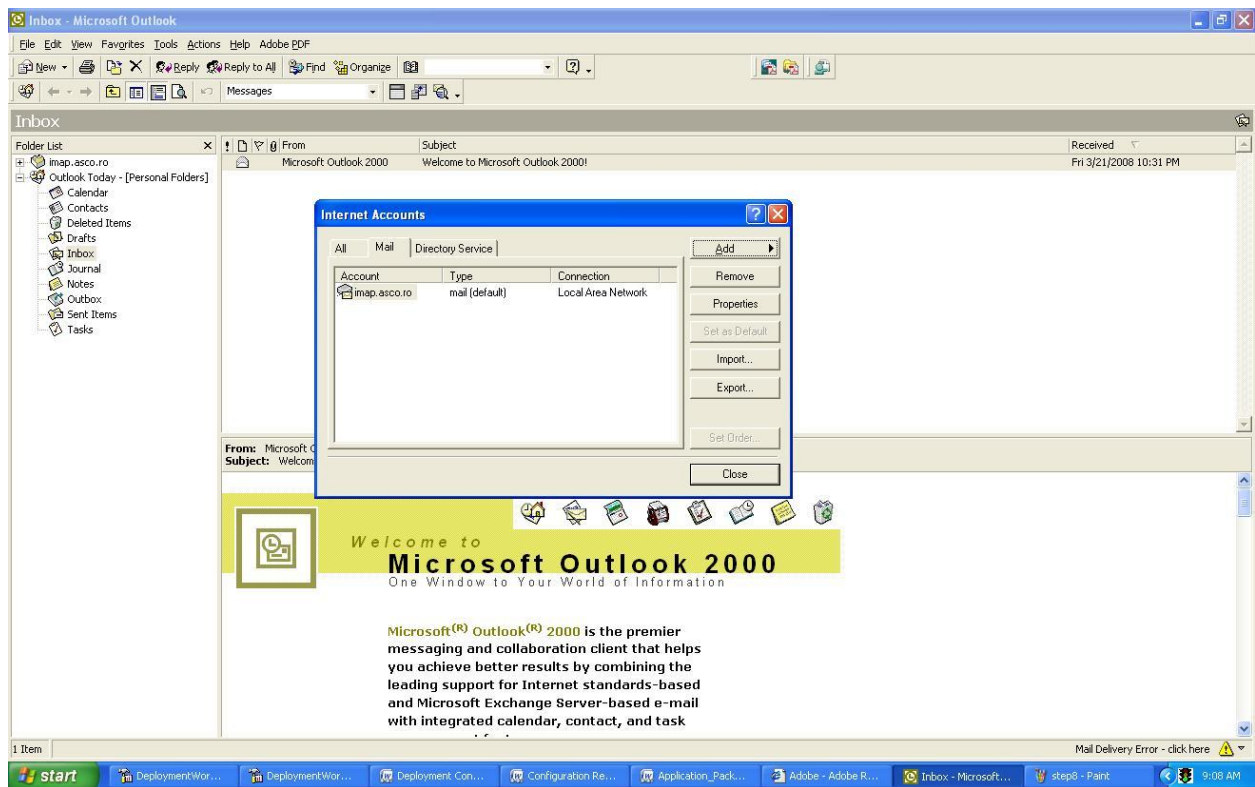 Inbox - Microsoft Outlook
File Edit View Favorites Tools Actions Help Adobe PDF
New Reply Reply to All Find Organize
Messages
Inbox
Folder List
imap.asco.ro
Outlook Today - [Personal Folders]
Calendar
Contacts
Deleted Items
Drafts
Inbox
Journal
Notes
Outbox
Sent Items
Tasks
From Subject Received
Microsoft Outlook 2000 Welcome to Microsoft Outlook 2000! Fri 3/21/2008 10:31 PM
Internet Accounts
All Mail Directory Service
Account Type Connection
imap.asco.ro mail (default) Local Area Network
Add
Remove
Properties
Set as Default
Import...
Export...
Set Order...
Close
From: Microsoft O
Subject: Welcom
Welcome to
Microsoft Outlook 2000
One Window to Your World of Information
Microsoft(R) Outlook(R) 2000 is the premier
messaging and collaboration client that helps
you achieve better results by combining the
leading support for Internet standards-based
and Microsoft Exchange Server-based e-mail
with integrated calendar, contact, and task
1 Item Mail Delivery Error - click here
start DeploymentWor... DeploymentWor... Deployment Con... Configuration Re... Application_Pack... Adobe - Adobe R... Inbox - Microsoft... step8 - Paint 9:08 AM